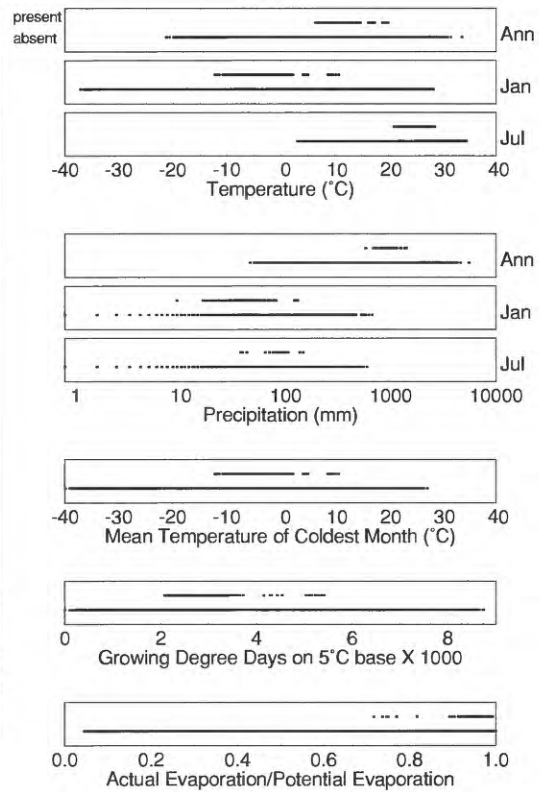 present
absent
Ann
Jan
Jul
-40 -30 -20 -10 0 10 20 30 40
Temperature (°C)
Ann
Jan
Jul
1 10 100 1000 10000
Precipitation (mm)
-40 -30 -20 -10 0 10 20 30 40
Mean Temperature of Coldest Month (°C)
0 2 4 6 8
Growing Degree Days on 5°C base X 1000
0.0 0.2 0.4 0.6 0.8 1.0
Actual Evaporation/Potential Evaporation